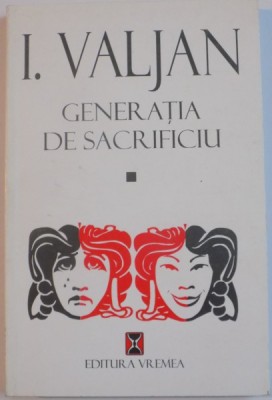 I. VALJAN
GENERAȚIA
DE SACRIFICIU
EDITURA VREMEA